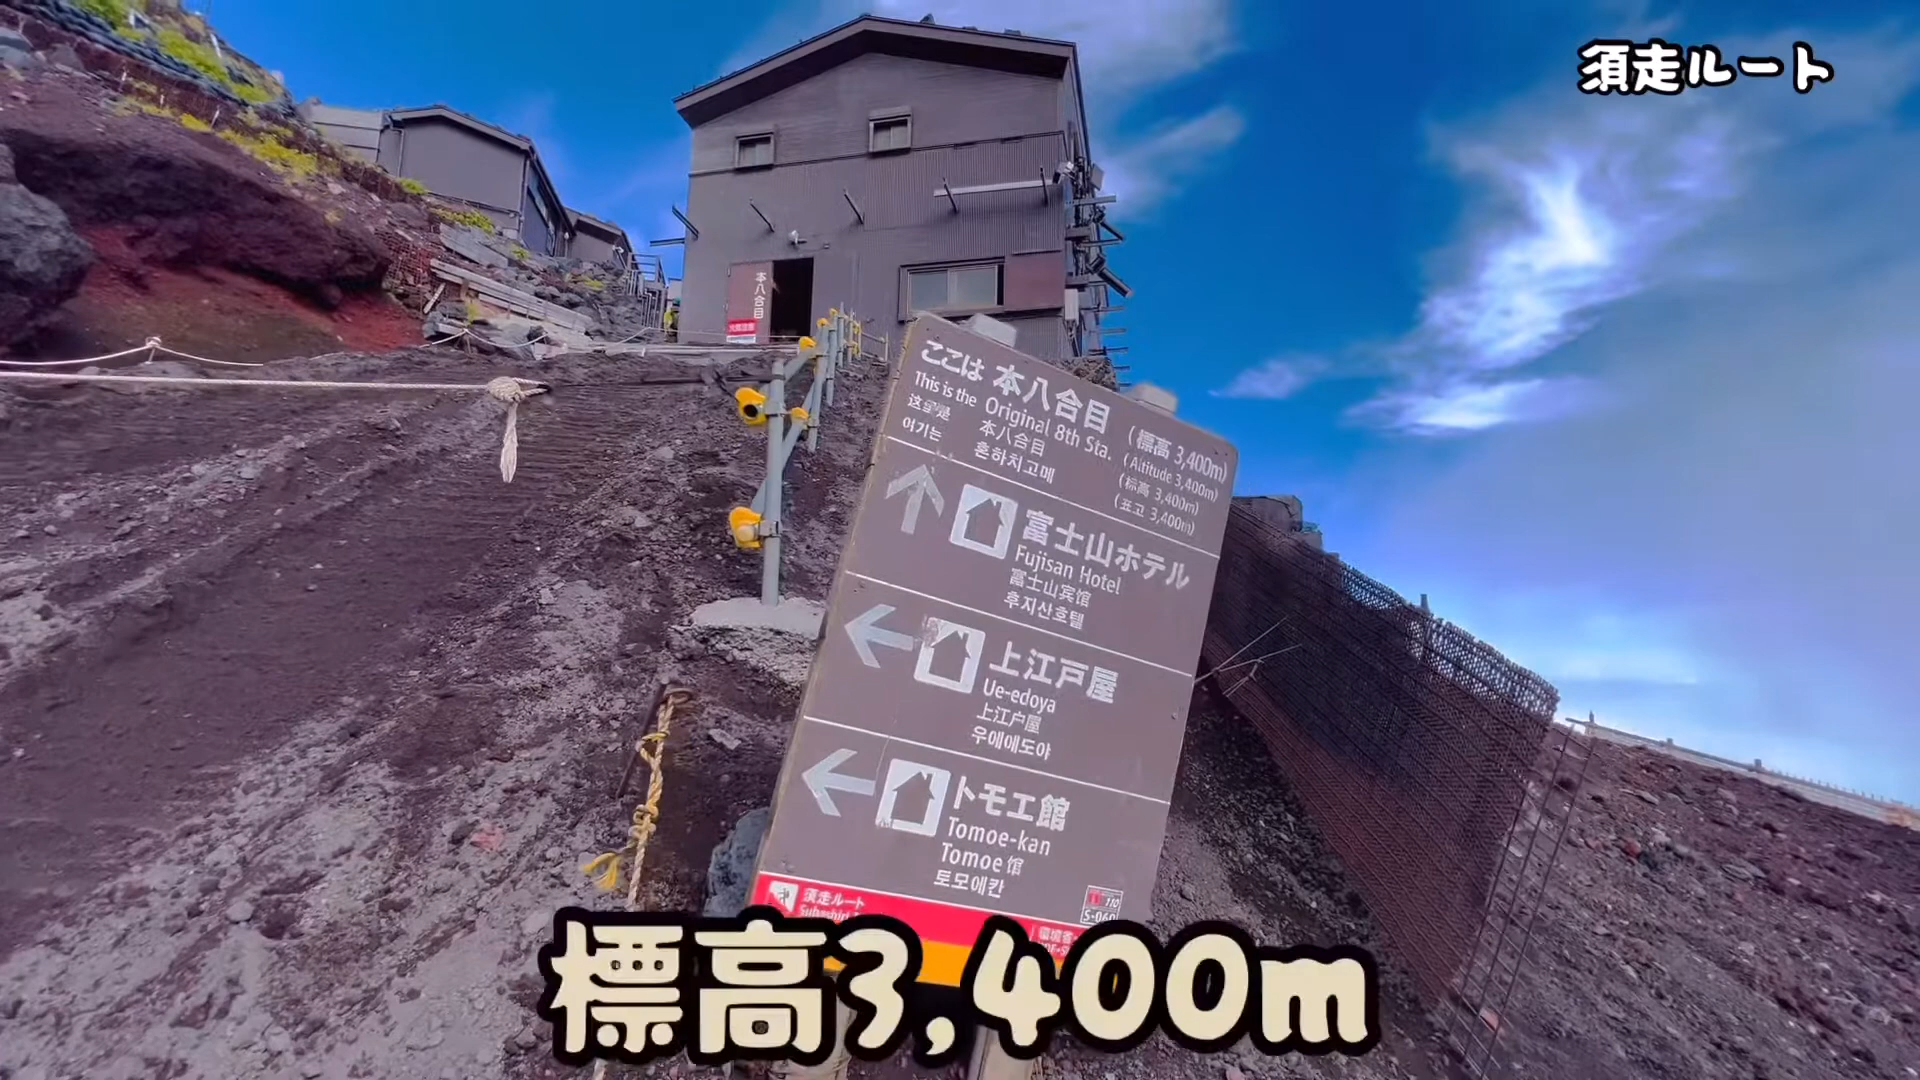 須走ルート
本八合目
ここは 本八合目 (標高 3,400m)
This is the Original 8th Sta. (Altitude 3,400m)
这里是 本八合目 (标高 3,400m)
여기는 혼하치고메 (표고 3,400m)
富士山ホテル
Fujisan Hotel
富士山宾馆
후지산호텔
上江戸屋
Ue-edoya
上江户屋
우에에도야
トモエ館
Tomoe-kan
Tomoe 馆
토모에칸
須走ルート
Subashiri
標高3,400m